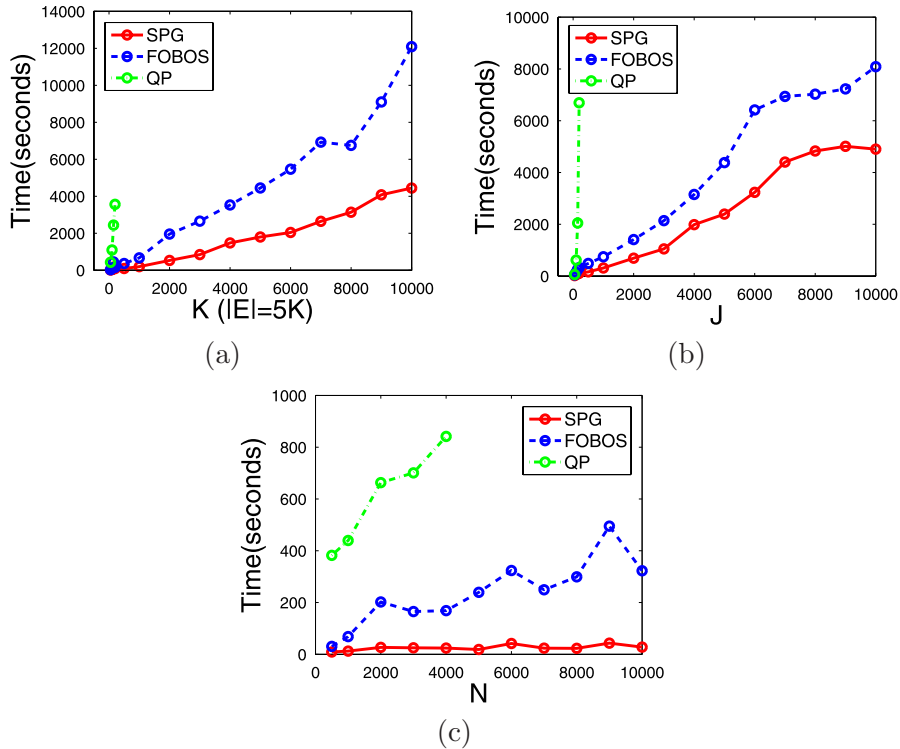 14000
12000
10000
8000
6000
4000
2000
0
Time(seconds)
SPG
FOBOS
QP
0 2000 4000 6000 8000 10000
K (|E|=5K)
(a)
10000
8000
6000
4000
2000
0
Time(seconds)
SPG
FOBOS
QP
0 2000 4000 6000 8000 10000
J
(b)
1000
800
600
400
200
0
Time(seconds)
SPG
FOBOS
QP
0 2000 4000 6000 8000 10000
N
(c)